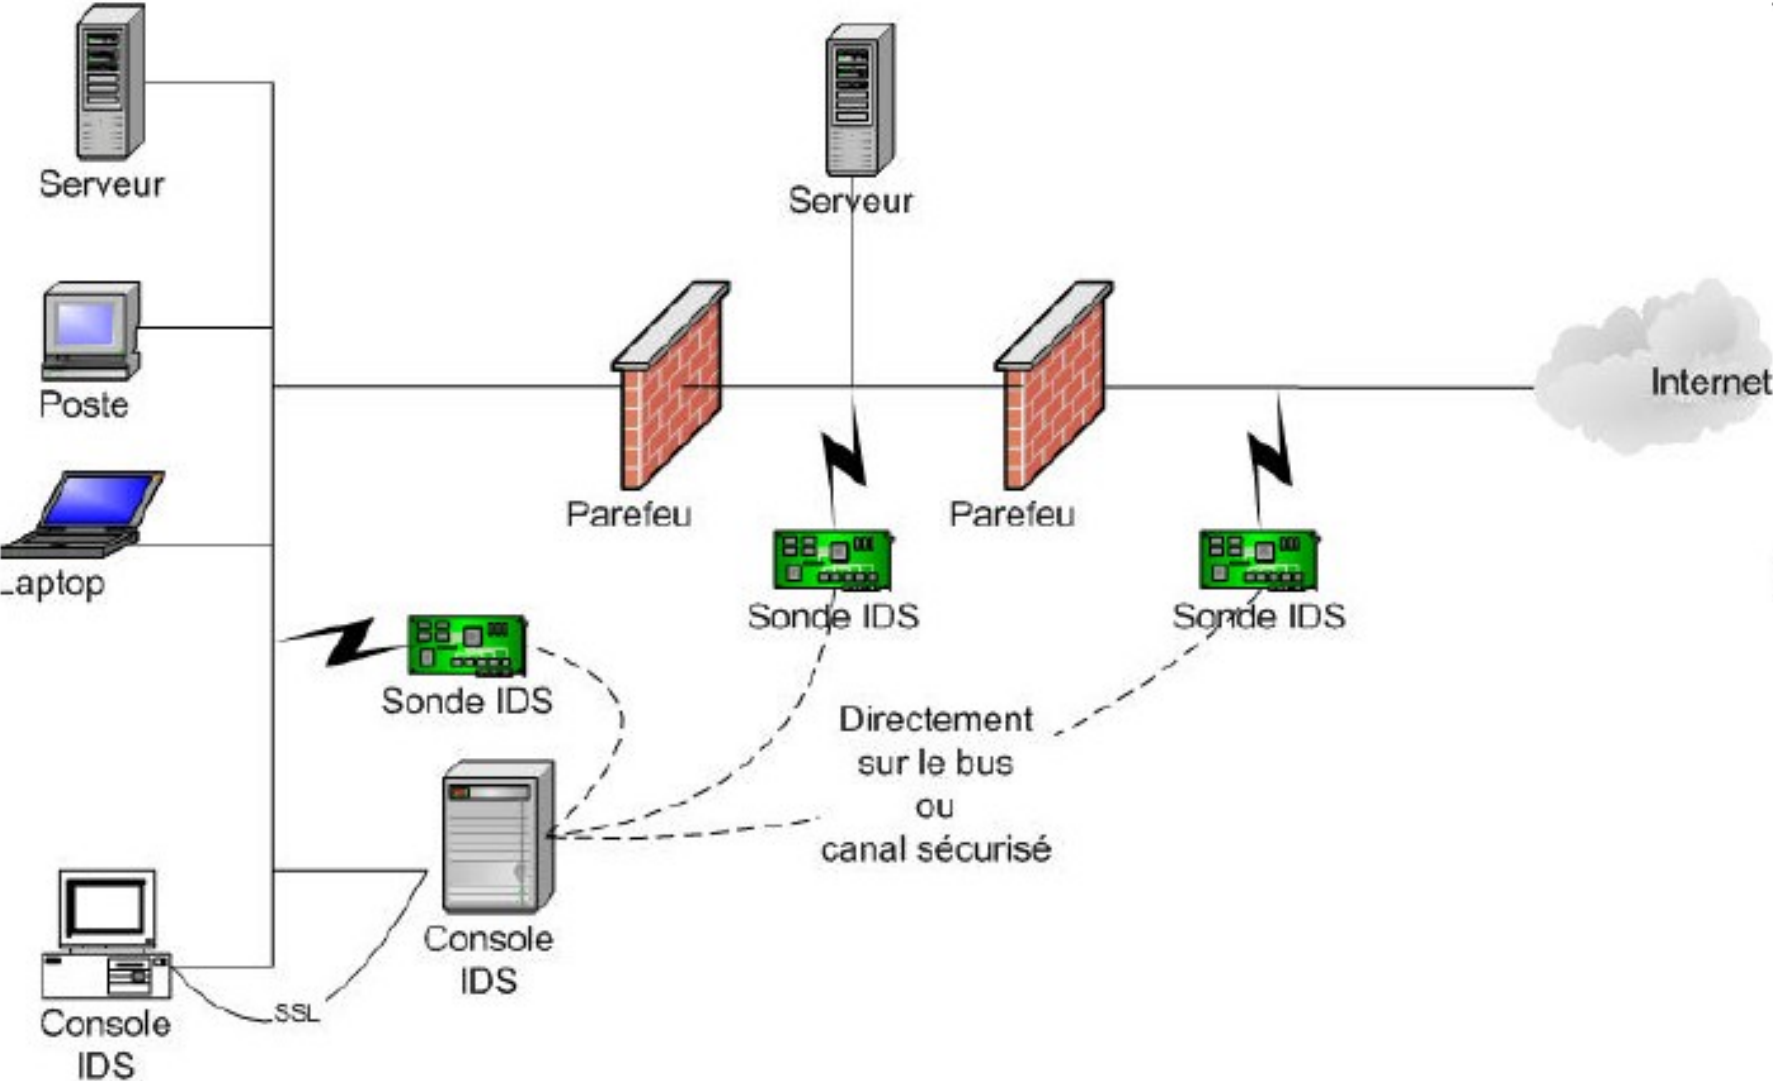 Serveur
Serveur
Poste
Internet
Laptop
Parefeu
Parefeu
Sonde IDS
Sonde IDS
Sonde IDS
Directement
sur le bus
ou
canal sécurisé
Console
IDS
SSL
Console
IDS